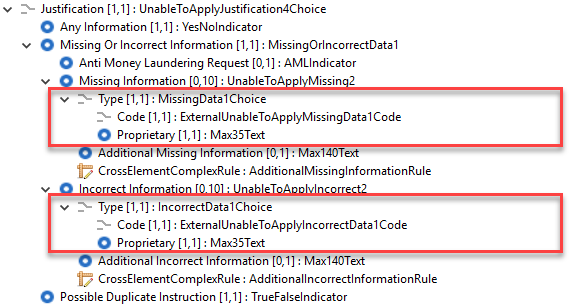 Justification [1,1] : UnableToApplyJustification4Choice
Any Information [1,1] : YesNoIndicator
Missing Or Incorrect Information [1,1] : MissingOrIncorrectData1
Anti Money Laundering Request [0,1] : AMLIndicator
Missing Information [0,10] : UnableToApplyMissing2
Type [1,1] : MissingData1Choice
Code [1,1] : ExternalUnableToApplyMissingData1Code
Proprietary [1,1] : Max35Text
Additional Missing Information [0,1] : Max140Text
CrossElementComplexRule : AdditionalMissingInformationRule
Incorrect Information [0,10] : UnableToApplyIncorrect2
Type [1,1] : IncorrectData1Choice
Code [1,1] : ExternalUnableToApplyIncorrectData1Code
Proprietary [1,1] : Max35Text
Additional Incorrect Information [0,1] : Max140Text
CrossElementComplexRule : AdditionalIncorrectInformationRule
Possible Duplicate Instruction [1,1] : TrueFalseIndicator